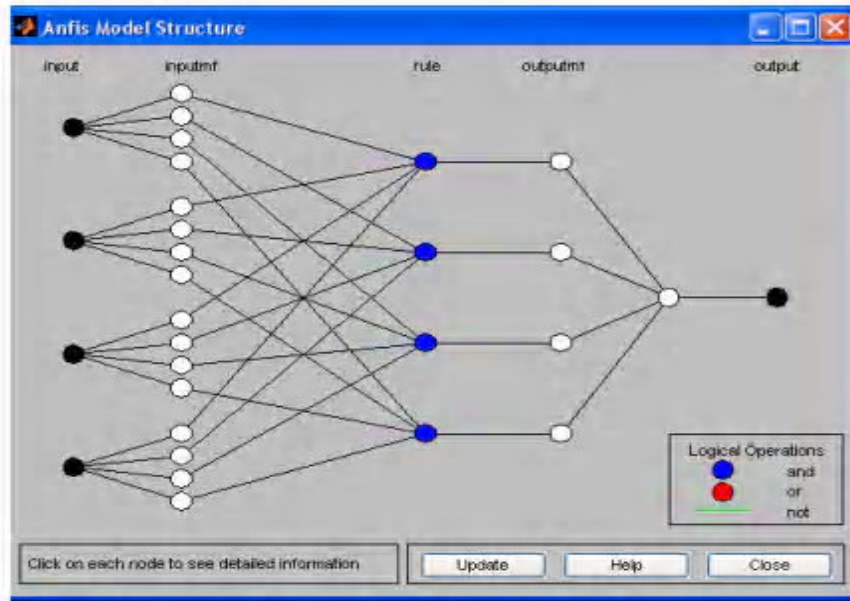 Anfis Model Structure
input inputmf rule outputmf output
Logical Operations
and
or
not
Click on each node to see detailed information
Update Help Close